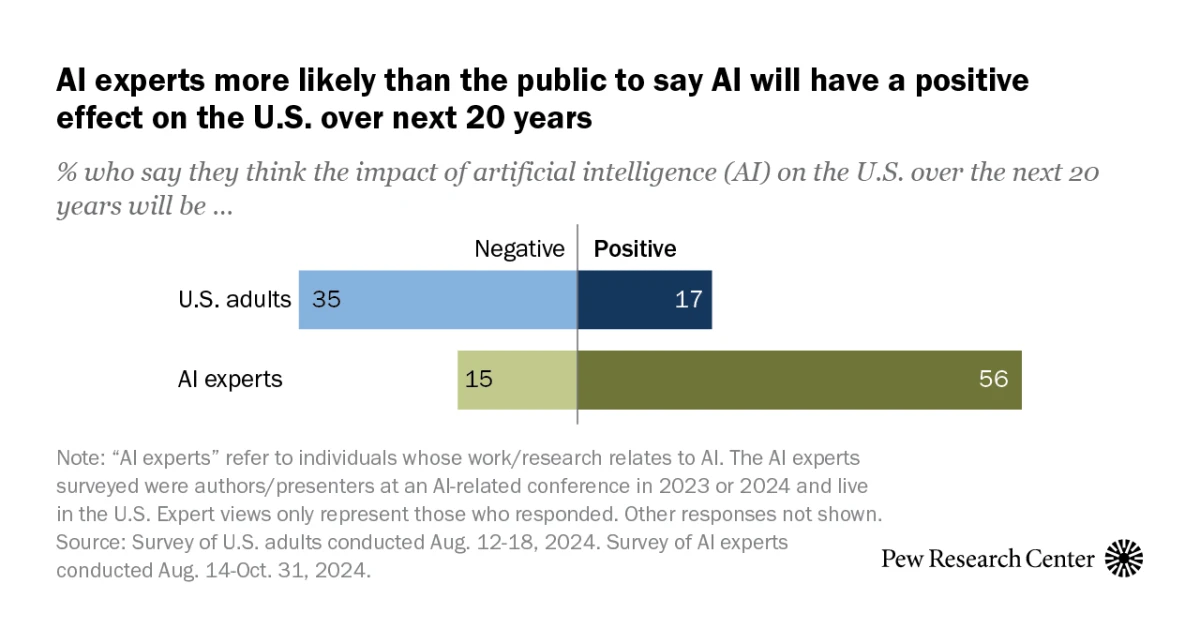 AI experts more likely than the public to say AI will have a positive
effect on the U.S. over next 20 years
% who say they think the impact of artificial intelligence (AI) on the U.S. over the next 20
years will be ...
Negative Positive
U.S. adults 35 17
AI experts 15 56
Note: “AI experts” refer to individuals whose work/research relates to AI. The AI experts
surveyed were authors/presenters at an AI-related conference in 2023 or 2024 and live
in the U.S. Expert views only represent those who responded. Other responses not shown.
Source: Survey of U.S. adults conducted Aug. 12-18, 2024. Survey of AI experts
conducted Aug. 14-Oct. 31, 2024.
Pew Research Center